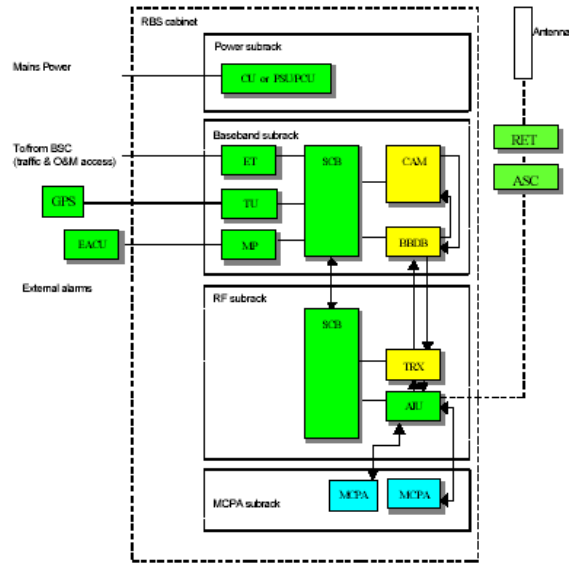 RBS cabinet
Power subrack
Antenna
Mains Power
CU or PSU/PCU
Baseband subrack
To/from BSC
(traffic & O&M access)
ET
SCB
CAM
RET
ASC
GPS
TU
EACU
MP
BBDB
External alarms
RF subrack
SCB
TRX
AIU
MCPA
MCPA
MCPA subrack